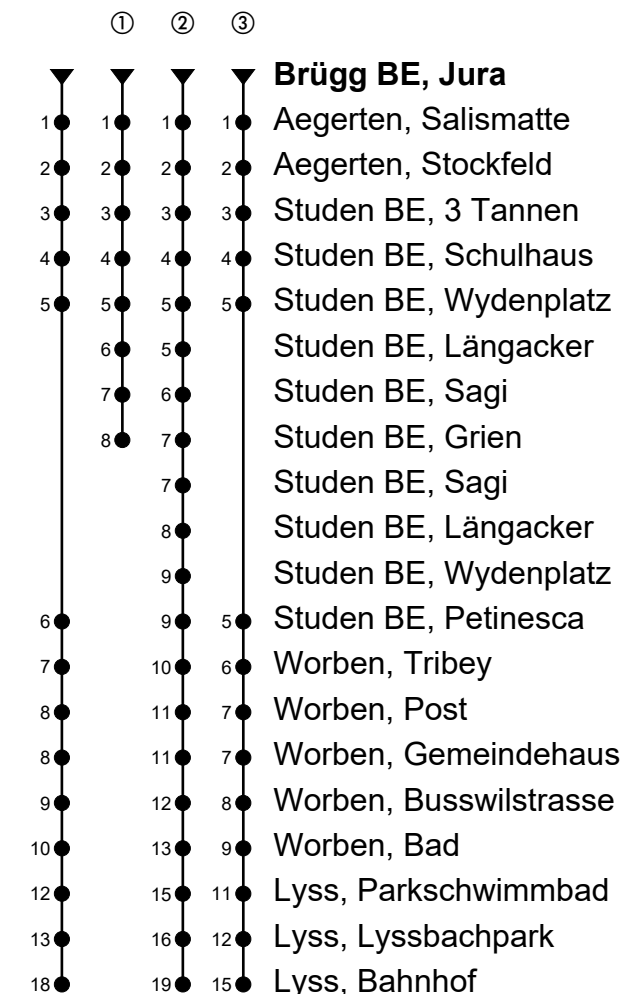 ① ② ③
Brügg BE, Jura
1 1 1 1 Aegerten, Salismatte
2 2 2 2 Aegerten, Stockfeld
3 3 3 3 Studen BE, 3 Tannen
4 4 4 4 Studen BE, Schulhaus
5 5 5 5 Studen BE, Wydenplatz
6 5 Studen BE, Längacker
7 6 Studen BE, Sagi
8 7 Studen BE, Grien
7 Studen BE, Sagi
8 Studen BE, Längacker
9 Studen BE, Wydenplatz
6 9 5 Studen BE, Petinesca
7 10 6 Worben, Tribey
8 11 7 Worben, Post
8 11 7 Worben, Gemeindehaus
9 12 8 Worben, Busswilstrasse
10 13 9 Worben, Bad
12 15 11 Lyss, Parkschwimmbad
13 16 12 Lyss, Lyssbachpark
18 19 15 Lyss, Bahnhof